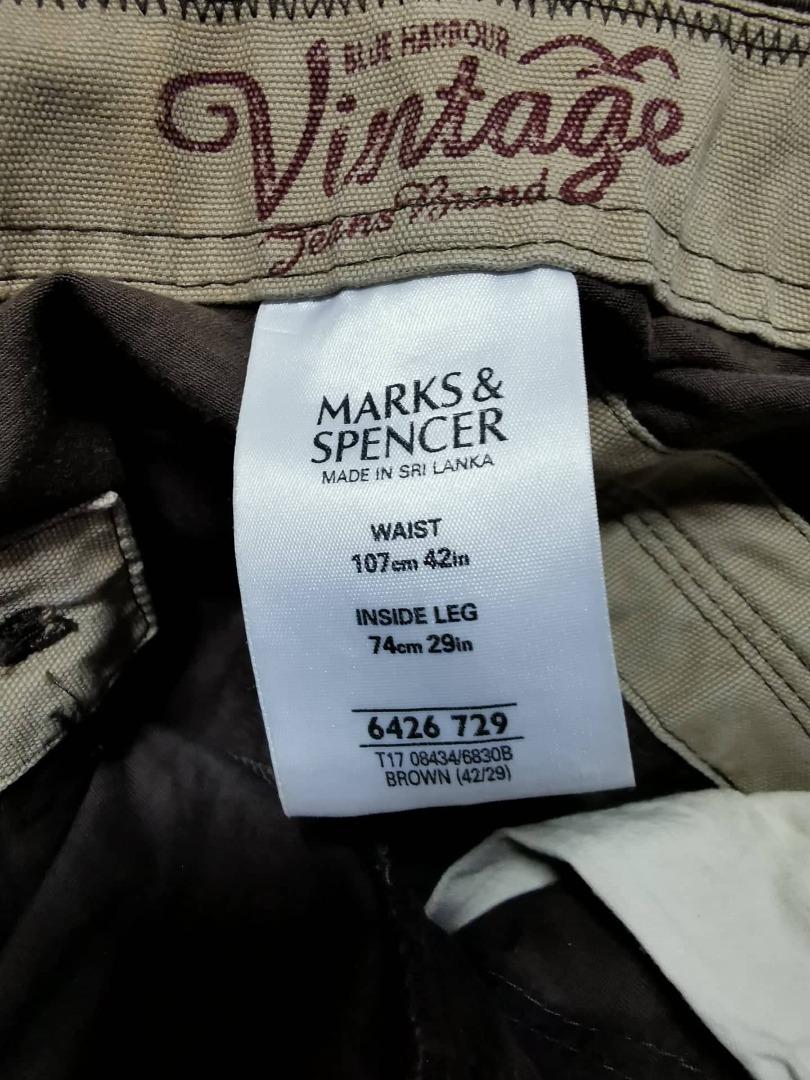 BLUE HARBOUR
Vintage
Jeans Brand
MARKS &
SPENCER
MADE IN SRI LANKA
WAIST
107cm 42in
INSIDE LEG
74cm 29in
6426 729
T17 08434/6830B
BROWN (42/29)